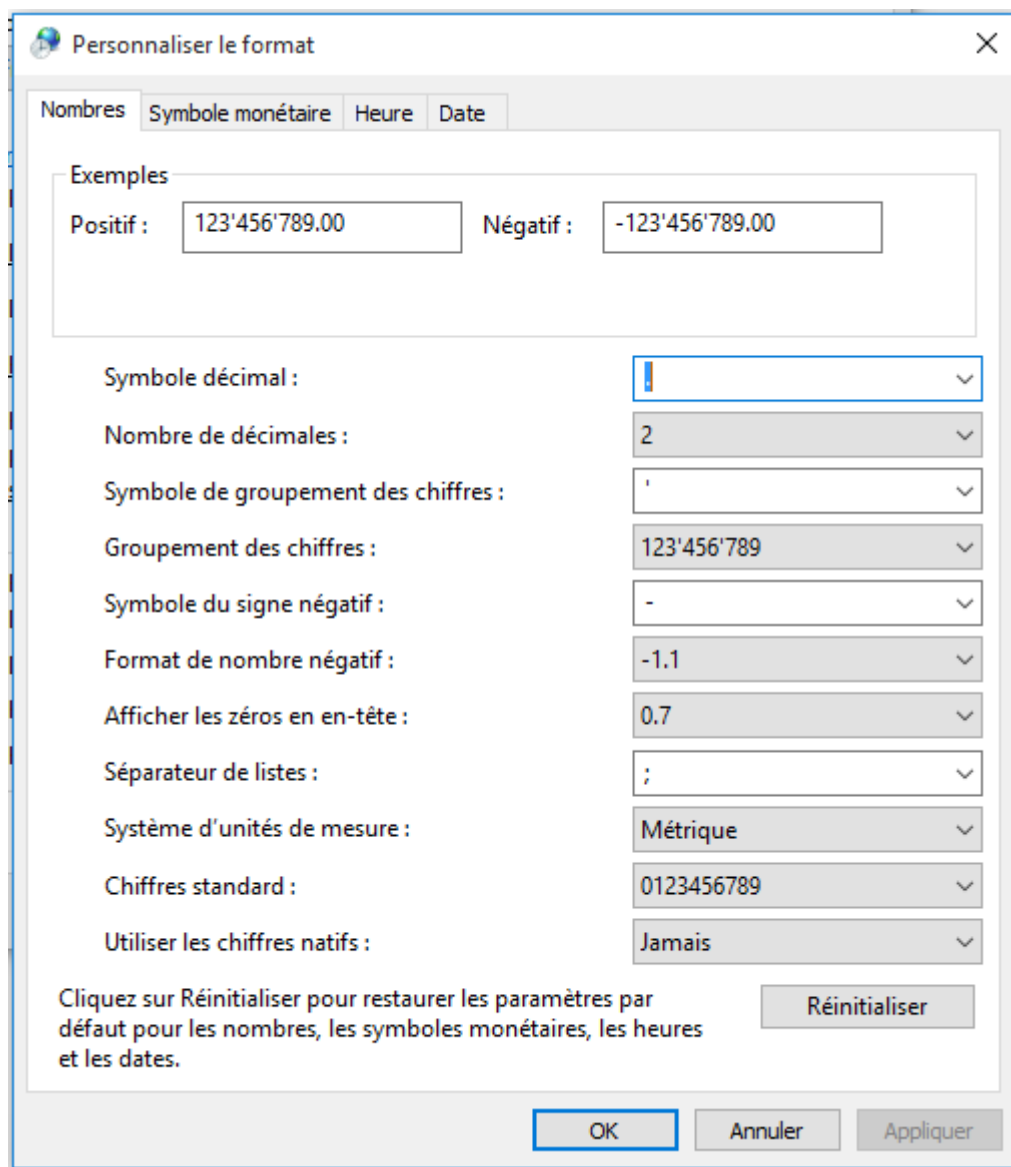 Personnaliser le format
Nombres Symbole monétaire Heure Date
Exemples
Positif : 123'456'789.00 Négatif : -123'456'789.00
Symbole décimal : .
Nombre de décimales : 2
Symbole de groupement des chiffres : '
Groupement des chiffres : 123'456'789
Symbole du signe négatif : -
Format de nombre négatif : -1.1
Afficher les zéros en en-tête : 0.7
Séparateur de listes : ;
Système d'unités de mesure : Métrique
Chiffres standard : 0123456789
Utiliser les chiffres natifs : Jamais
Cliquez sur Réinitialiser pour restaurer les paramètres par
défaut pour les nombres, les symboles monétaires, les heures
et les dates.
Réinitialiser
OK Annuler Appliquer